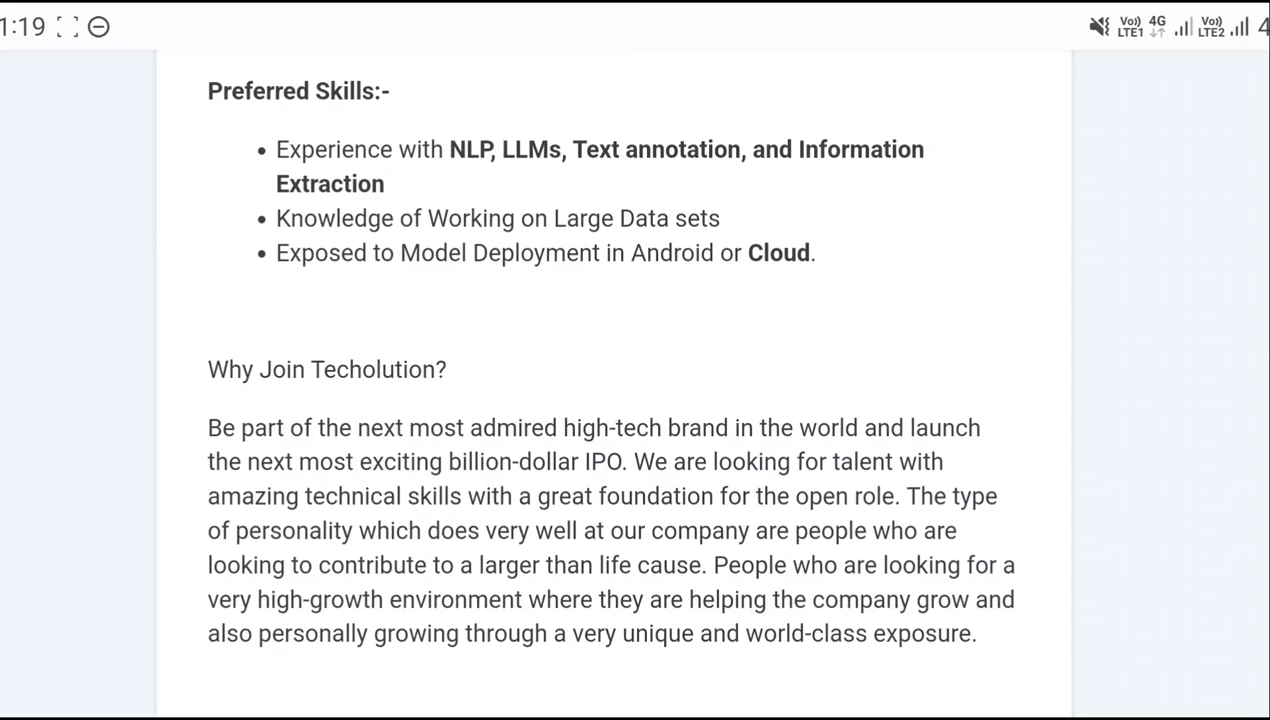 1:19
Vo)) LTE1 4G Vo)) LTE2 4
Preferred Skills:-
• Experience with NLP, LLMs, Text annotation, and Information
Extraction
• Knowledge of Working on Large Data sets
• Exposed to Model Deployment in Android or Cloud.
Why Join Techolution?
Be part of the next most admired high-tech brand in the world and launch
the next most exciting billion-dollar IPO. We are looking for talent with
amazing technical skills with a great foundation for the open role. The type
of personality which does very well at our company are people who are
looking to contribute to a larger than life cause. People who are looking for a
very high-growth environment where they are helping the company grow and
also personally growing through a very unique and world-class exposure.